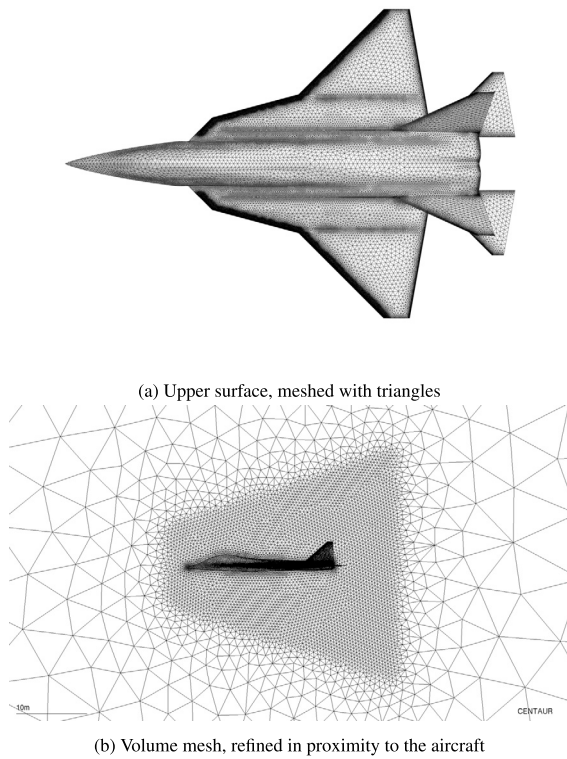 (a) Upper surface, meshed with triangles
10m
CENTAUR
(b) Volume mesh, refined in proximity to the aircraft